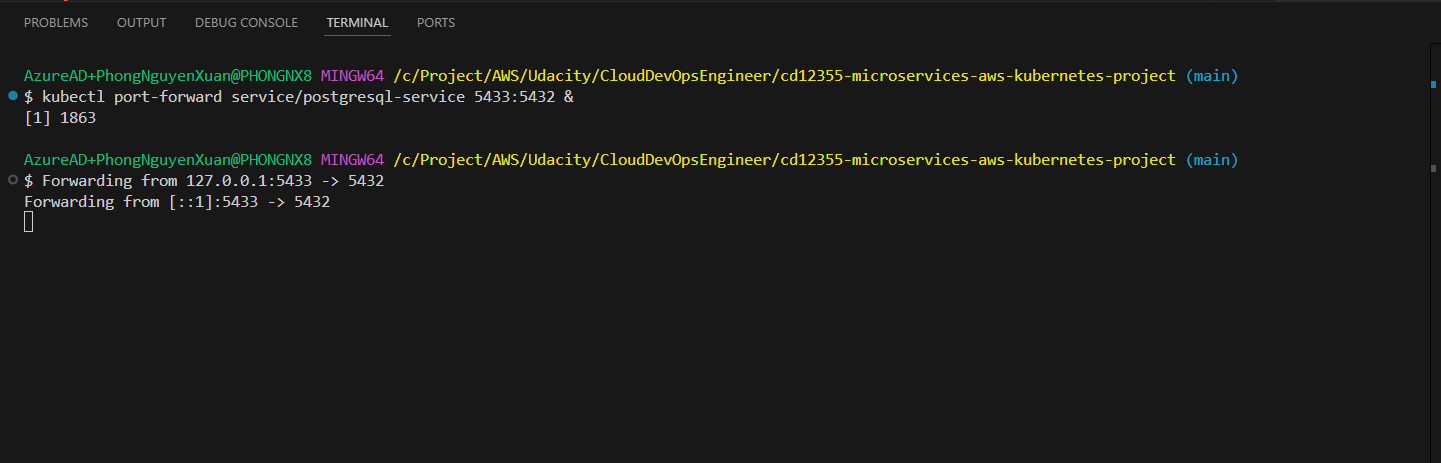 PROBLEMS OUTPUT DEBUG CONSOLE TERMINAL PORTS
AzureAD+PhongNguyenXuan@PHONGNX8 MINGW64 /c/Project/AWS/Udacity/CloudDevOpsEngineer/cd12355-microservices-aws-kubernetes-project (main)
$ kubectl port-forward service/postgresql-service 5433:5432 &
[1] 1863
AzureAD+PhongNguyenXuan@PHONGNX8 MINGW64 /c/Project/AWS/Udacity/CloudDevOpsEngineer/cd12355-microservices-aws-kubernetes-project (main)
$ Forwarding from 127.0.0.1:5433 -> 5432
Forwarding from [::1]:5433 -> 5432